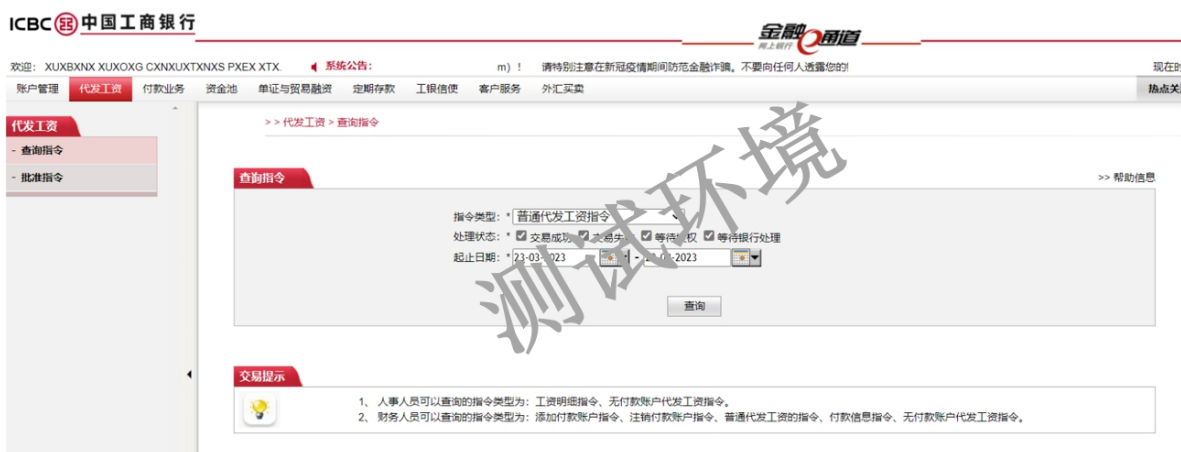 ICBC 中国工商银行
金融e通道
网上银行
欢迎: XUXBXNX XUXOXG CXNXUXTXNXS PXEX XTX. 系统公告: m) ! 请特别注意在新冠疫情期间防范金融诈骗。不要向任何人透露您的 现在时
账户管理 代发工资 付款业务 资金池 单证与贸易融资 定期存款 工银信使 客户服务 外汇买卖 热点关
代发工资
- 查询指令
- 批准指令
> > 代发工资 > 查询指令
查询指令
>> 帮助信息
指令类型: * 普通代发工资指令
处理状态: * 交易成功 交易失 等待 权 等待银行处理
起止日期: * 23-03-2023 - 2023
查询
测试环境
交易提示
1、 人事人员可以查询的指令类型为: 工资明细指令、无付款账户代发工资指令。
2、 财务人员可以查询的指令类型为: 添加付款账户指令、注销付款账户指令、普通代发工资的指令、付款信息指令、无付款账户代发工资指令。